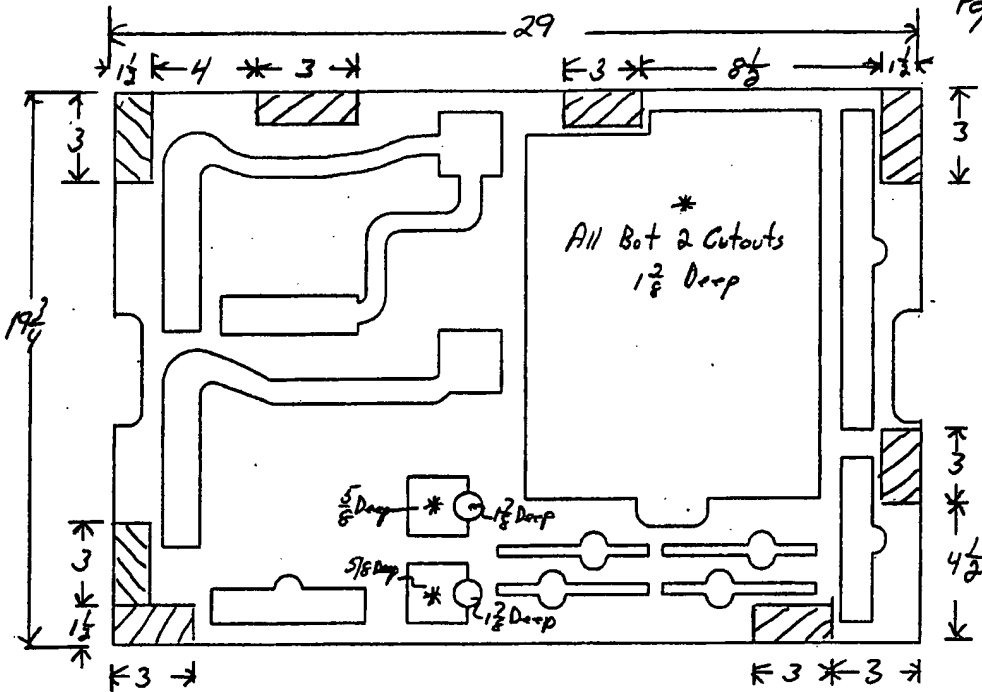 29
1½ 4 3 3 8½ 1½
3
3
*
All Bot 2 Cutouts
1⅞ Deep
19¾
3
⅝ Deep * 1⅞ Deep
3
4½
5/8 Deep * 1⅞ Deep
1½
3 3 3